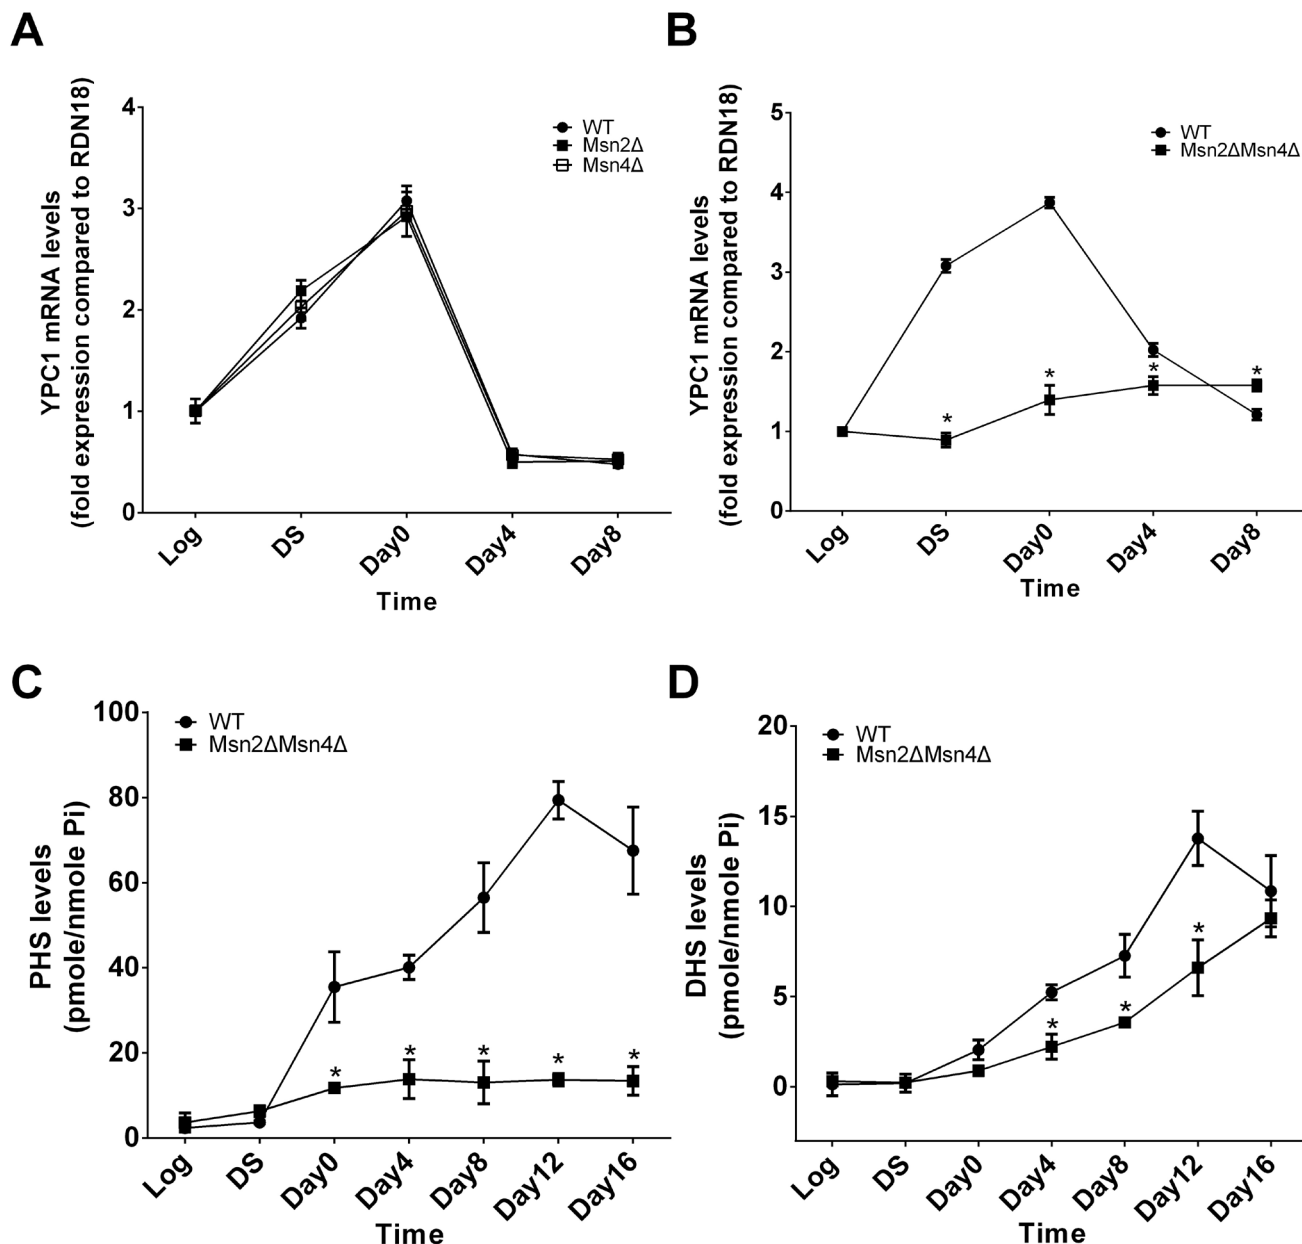 A
YPC1 mRNA levels
(fold expression compared to RDN18)
4
3
2
1
0
WT
Msn2Δ
Msn4Δ
Log
DS
Day0
Day4
Day8
Time
B
YPC1 mRNA levels
(fold expression compared to RDN18)
5
4
3
2
1
0
WT
Msn2ΔMsn4Δ
*
*
*
*
Log
DS
Day0
Day4
Day8
Time
C
PHS levels
(pmole/nmole Pi)
100
80
60
40
20
0
WT
Msn2ΔMsn4Δ
*
*
*
*
*
Log
DS
Day0
Day4
Day8
Day12
Day16
Time
D
DHS levels
(pmole/nmole Pi)
20
15
10
5
0
WT
Msn2ΔMsn4Δ
*
*
*
Log
DS
Day0
Day4
Day8
Day12
Day16
Time